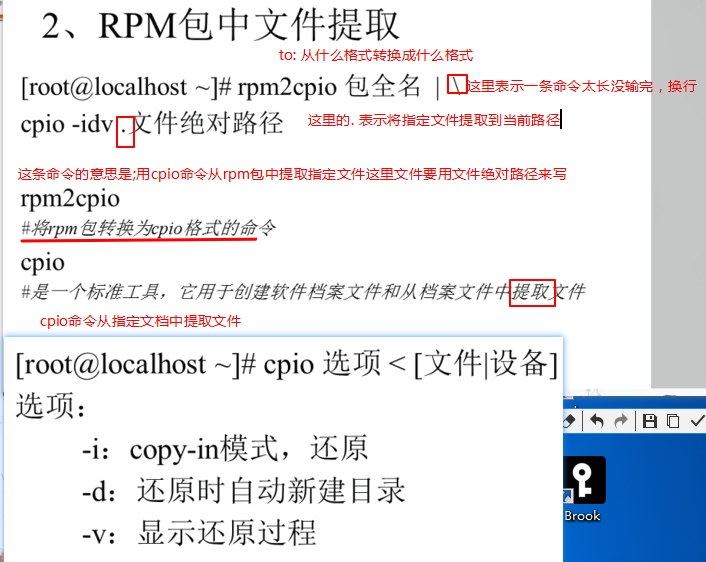 2、RPM包中文件提取
to: 从什么格式转换成什么格式
[root@localhost ~]# rpm2cpio 包全名 | \ 这里表示一条命令太长没输完，换行
cpio -idv .文件绝对路径 这里的. 表示将指定文件提取到当前路径
这条命令的意思是;用cpio命令从rpm包中提取指定文件这里文件要用文件绝对路径来写
rpm2cpio
#将rpm包转换为cpio格式的命令
cpio
#是一个标准工具，它用于创建软件档案文件和从档案文件中提取文件
cpio命令从指定文档中提取文件
[root@localhost ~]# cpio 选项 < [文件|设备]
选项：
-i：copy-in模式，还原
-d：还原时自动新建目录
-v：显示还原过程
Brook